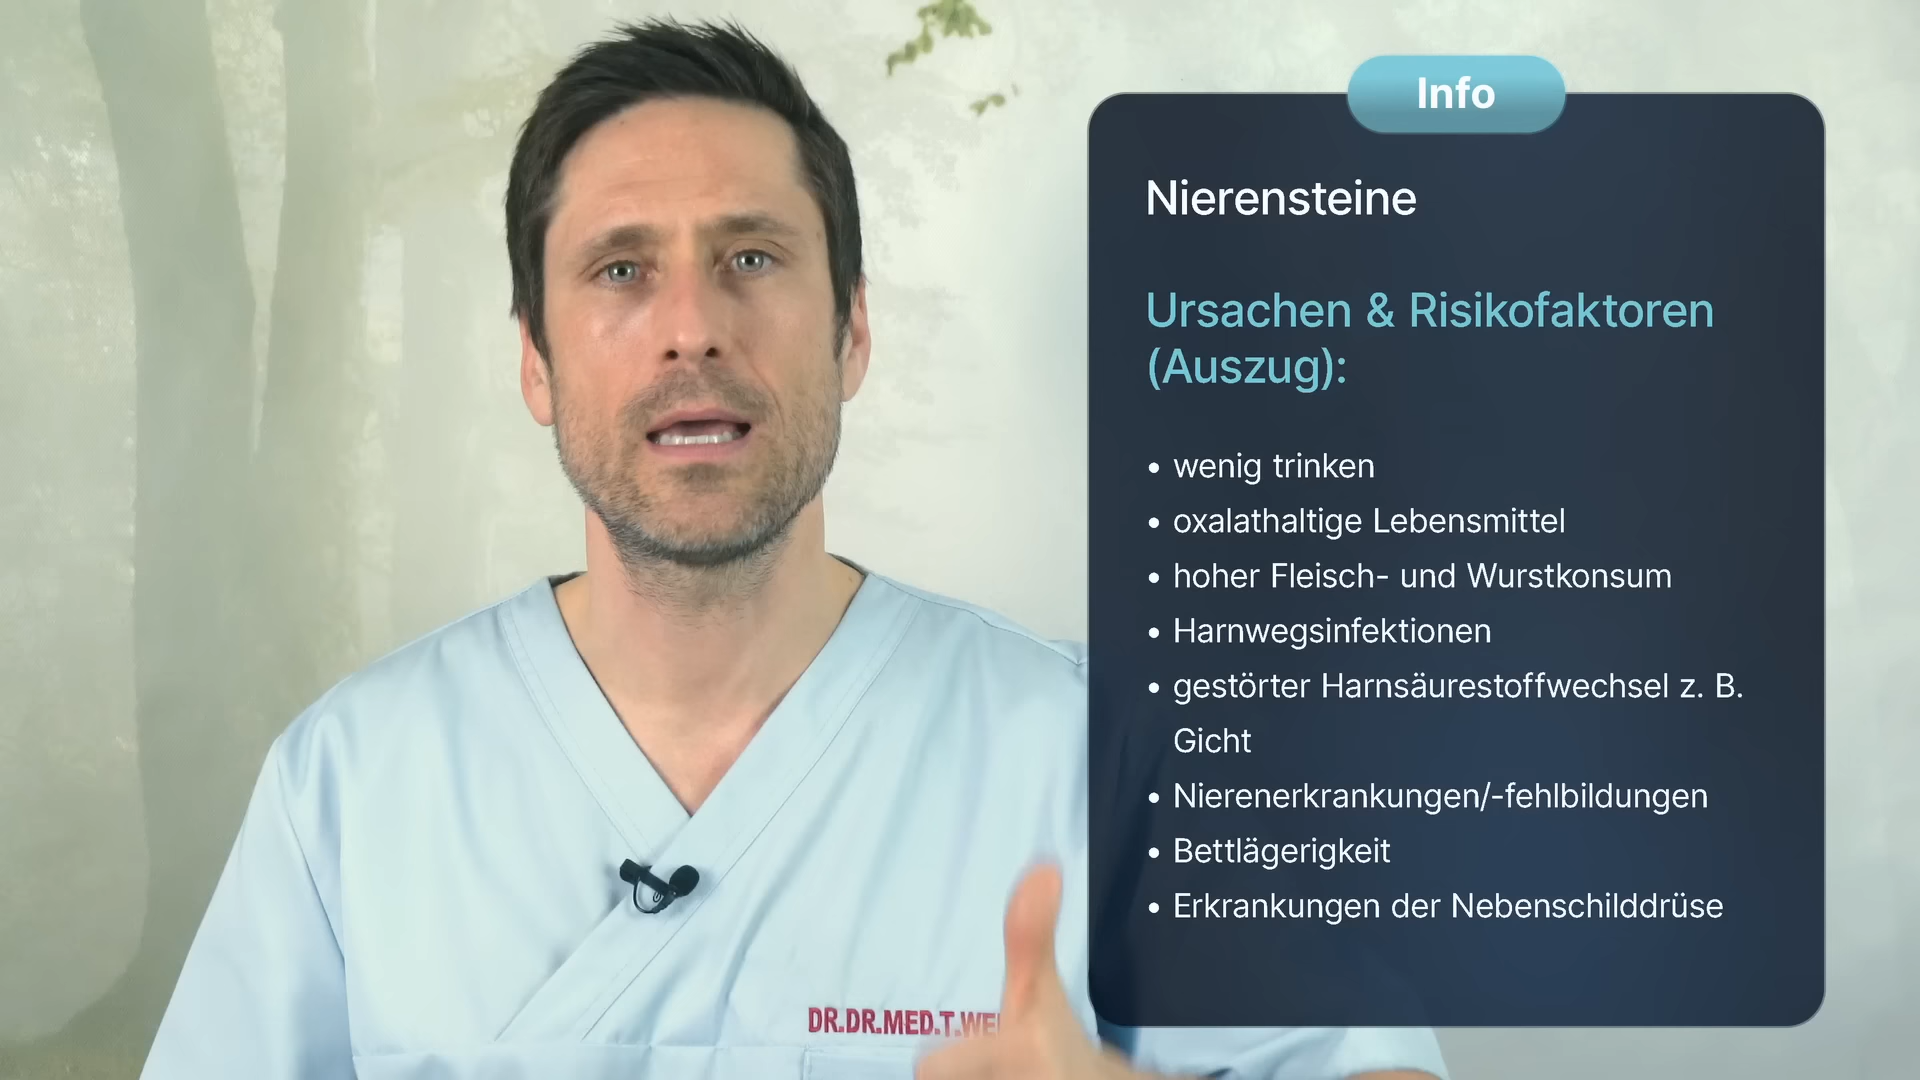 Info
Nierensteine
Ursachen & Risikofaktoren
(Auszug):
• wenig trinken
• oxalathaltige Lebensmittel
• hoher Fleisch- und Wurstkonsum
• Harnwegsinfektionen
• gestörter Harnsäurestoffwechsel z. B.
Gicht
• Nierenerkrankungen/-fehlbildungen
• Bettlägerigkeit
• Erkrankungen der Nebenschilddrüse
DR.DR.MED.T.